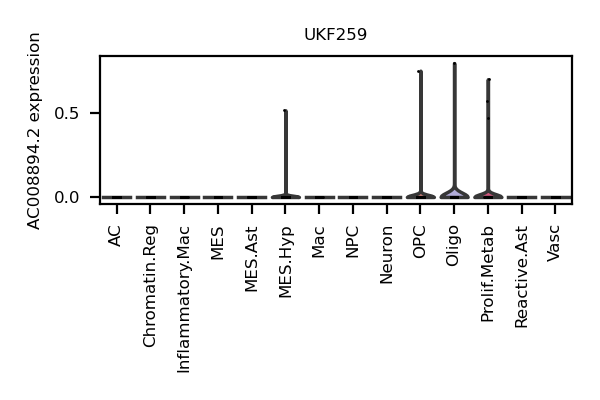 UKF259
AC008894.2 expression
0.5
0.0
AC
Chromatin.Reg
Inflammatory.Mac
MES
MES.Ast
MES.Hyp
Mac
NPC
Neuron
OPC
Oligo
Prolif.Metab
Reactive.Ast
Vasc